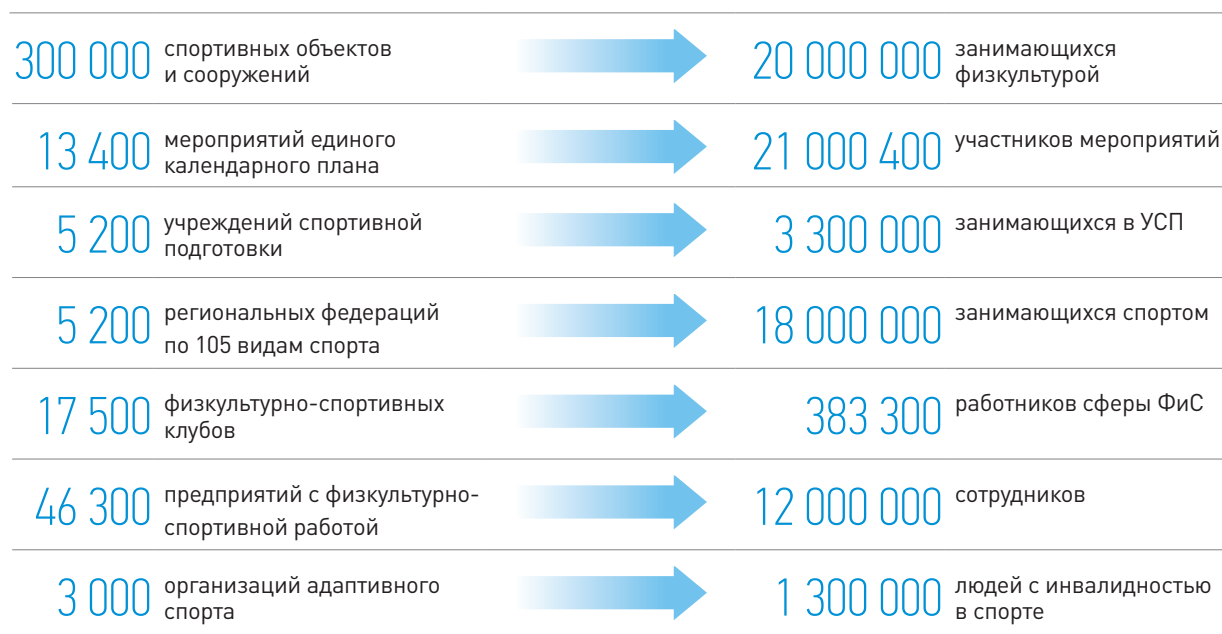 300 000 спортивных объектов
и сооружений
20 000 000 занимающихся
физкультурой
13 400 мероприятий единого
календарного плана
21 000 400 участников мероприятий
5 200 учреждений спортивной
подготовки
3 300 000 занимающихся в УСП
5 200 региональных федераций
по 105 видам спорта
18 000 000 занимающихся спортом
17 500 физкультурно-спортивных
клубов
383 300 работников сферы ФиС
46 300 предприятий с физкультурно-
спортивной работой
12 000 000 сотрудников
3 000 организаций адаптивного
спорта
1 300 000 людей с инвалидностью
в спорте